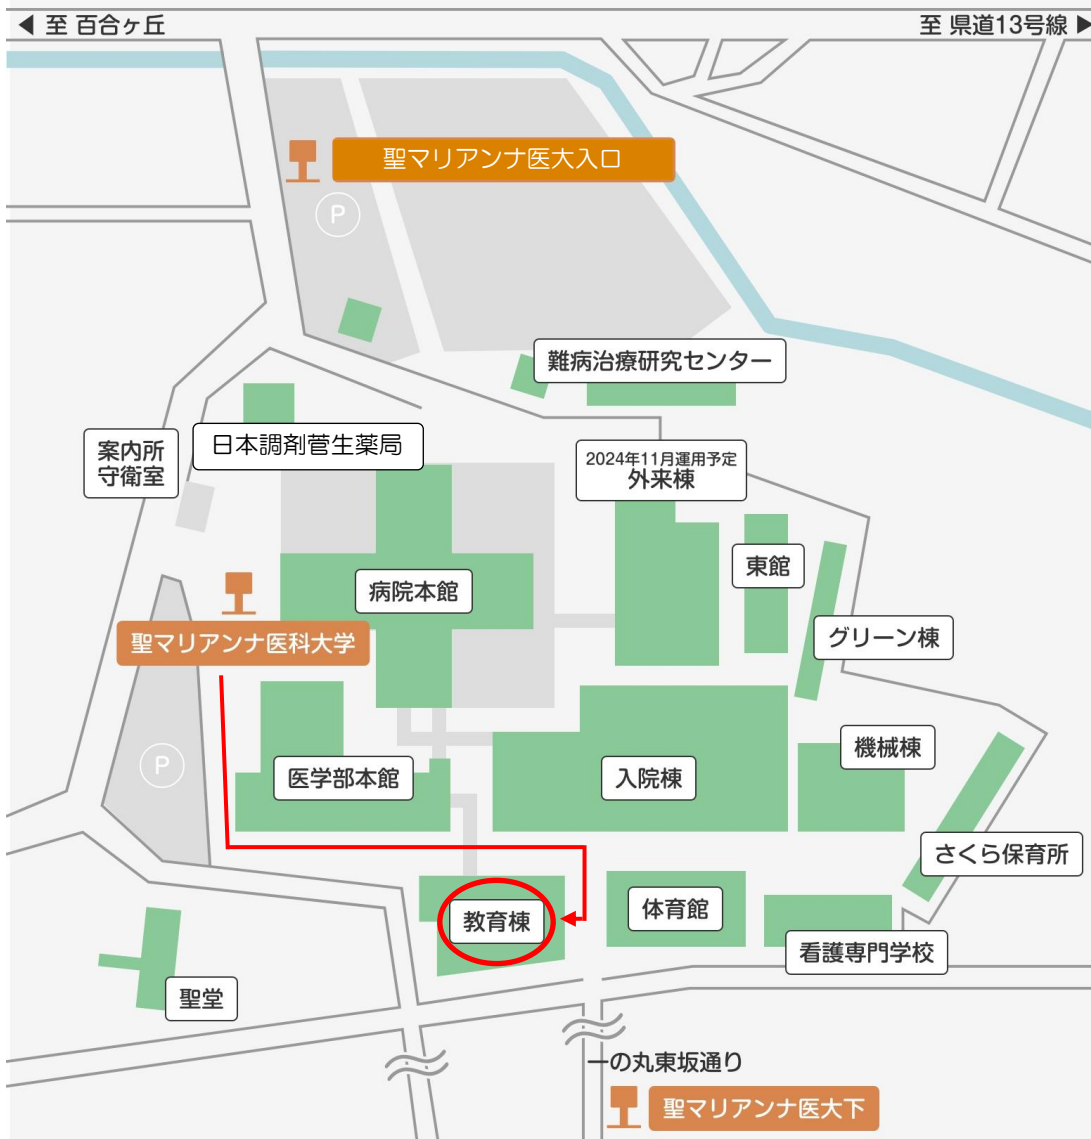 ◀ 至 百合ヶ丘
至 県道13号線 ▶
聖マリアンナ医大入口
P
難病治療研究センター
日本調剤菅生薬局
案内所
守衛室
2024年11月運用予定
外来棟
東館
病院本館
グリーン棟
聖マリアンナ医科大学
機械棟
P
医学部本館
入院棟
さくら保育所
体育館
教育棟
看護専門学校
聖堂
一の丸東坂通り
聖マリアンナ医大下